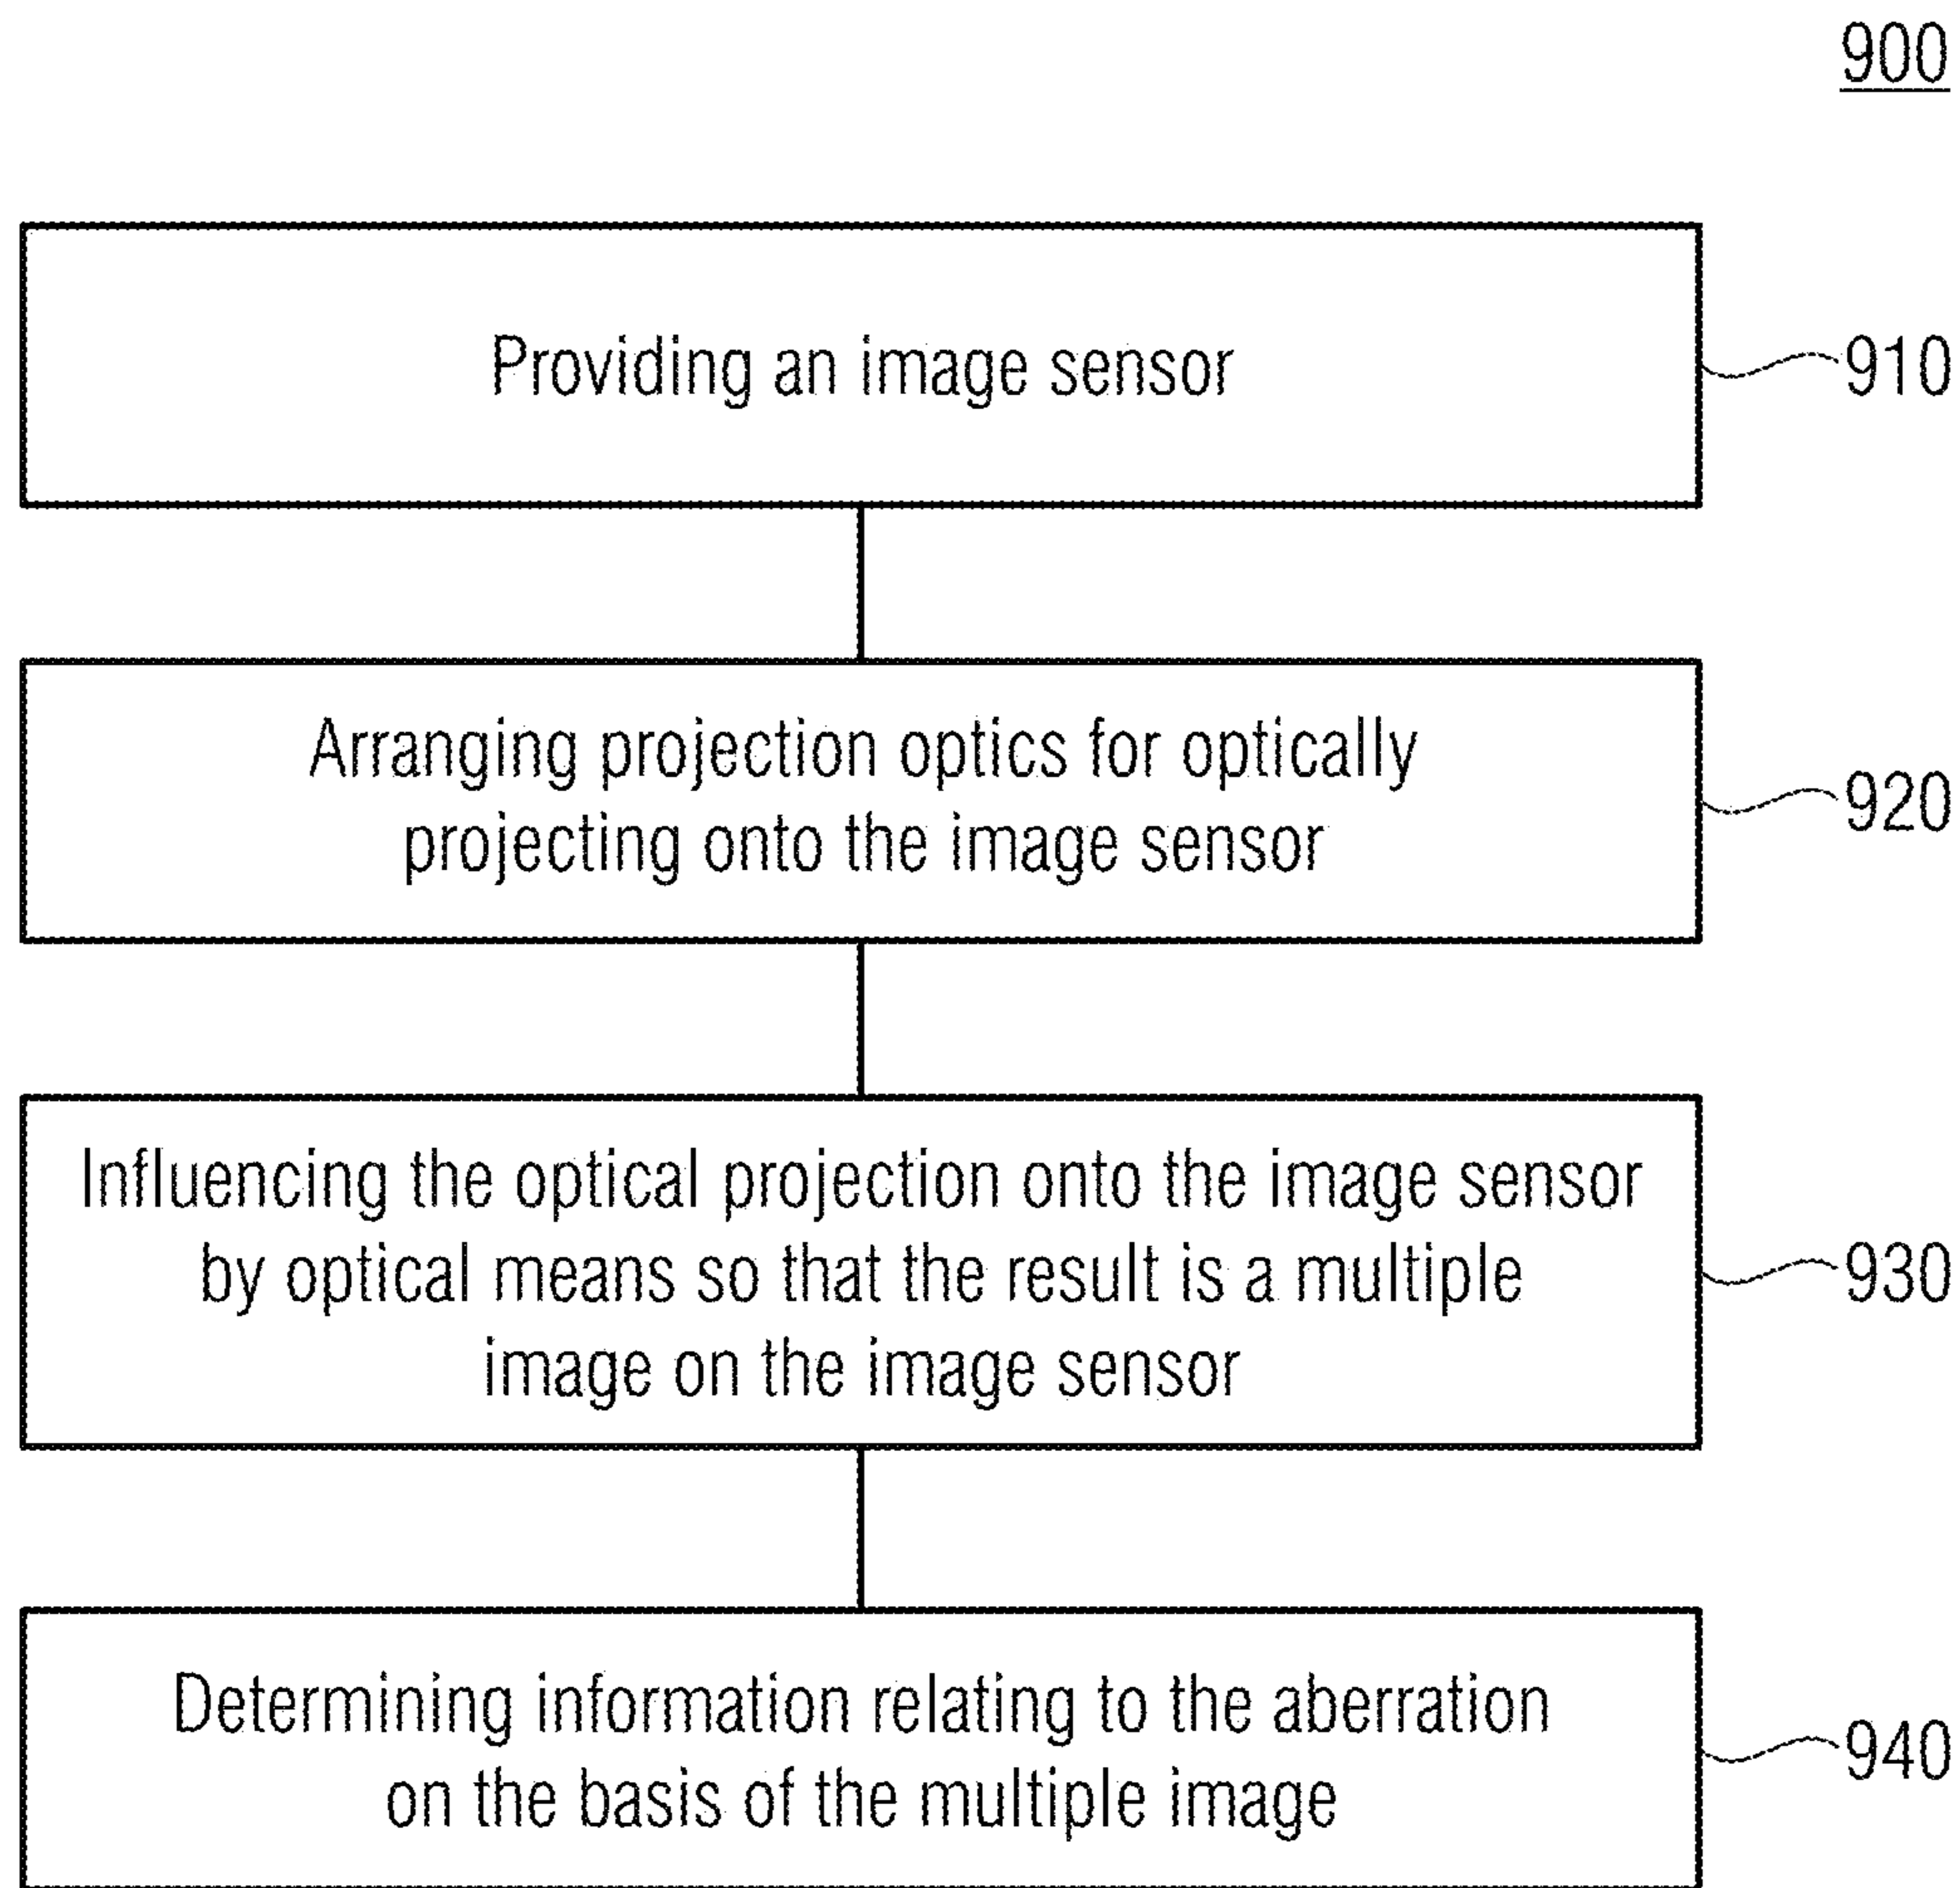 900
Providing an image sensor
910
Arranging projection optics for optically
projecting onto the image sensor
920
Influencing the optical projection onto the image sensor
by optical means so that the result is a multiple
image on the image sensor
930
Determining information relating to the aberration
on the basis of the multiple image
940